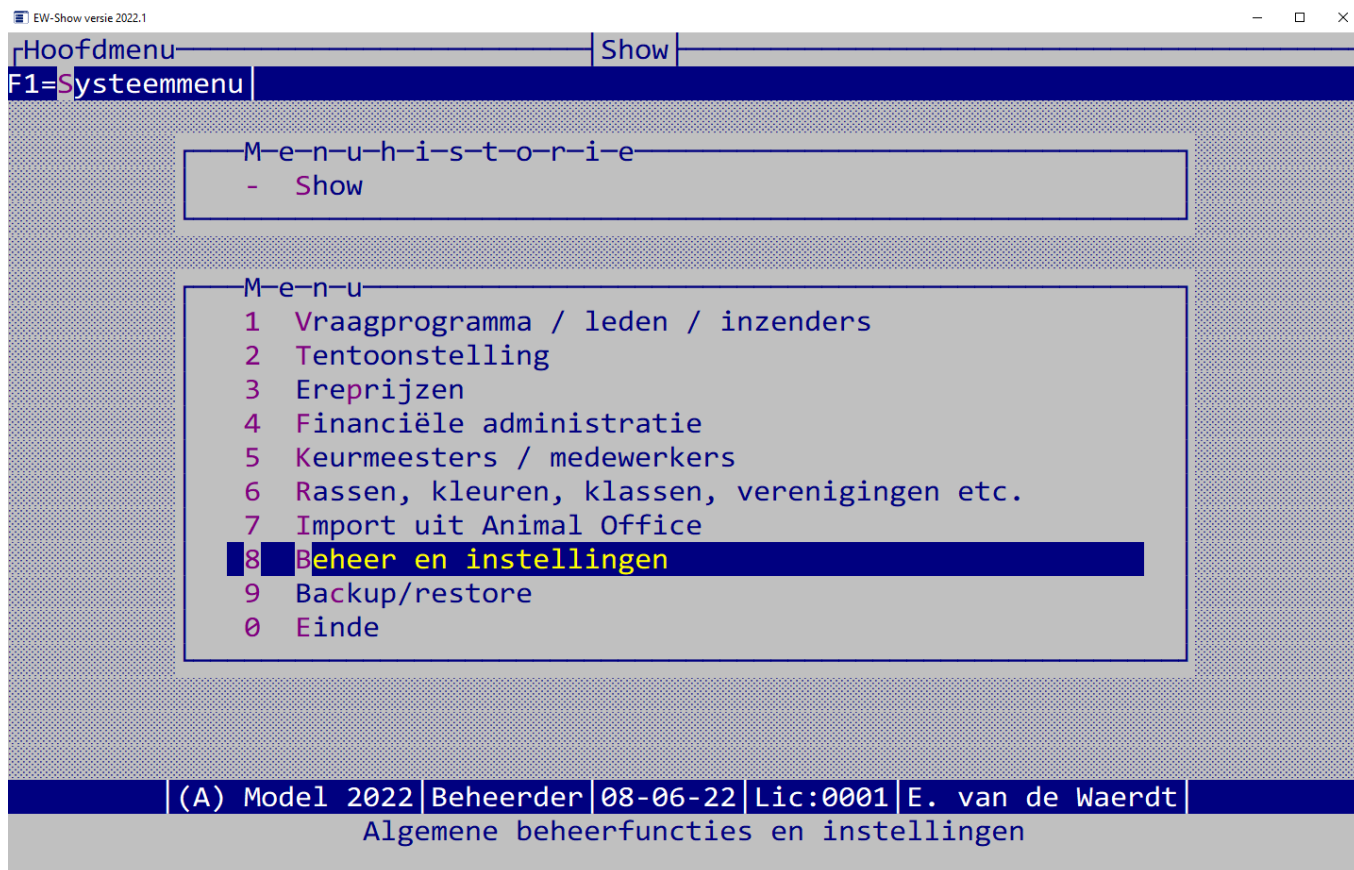 EW-Show versie 2022.1
Hoofdmenu Show
F1=Systeemmenu
M-e-n-u-h-i-s-t-o-r-i-e
- Show
M-e-n-u
1 Vraagprogramma / leden / inzenders
2 Tentoonstelling
3 Ereprijzen
4 Financiële administratie
5 Keurmeesters / medewerkers
6 Rassen, kleuren, klassen, verenigingen etc.
7 Import uit Animal Office
8 Beheer en instellingen
9 Backup/restore
0 Einde
(A) Model 2022|Beheerder|08-06-22|Lic:0001|E. van de Waerdt|
Algemene beheerfuncties en instellingen